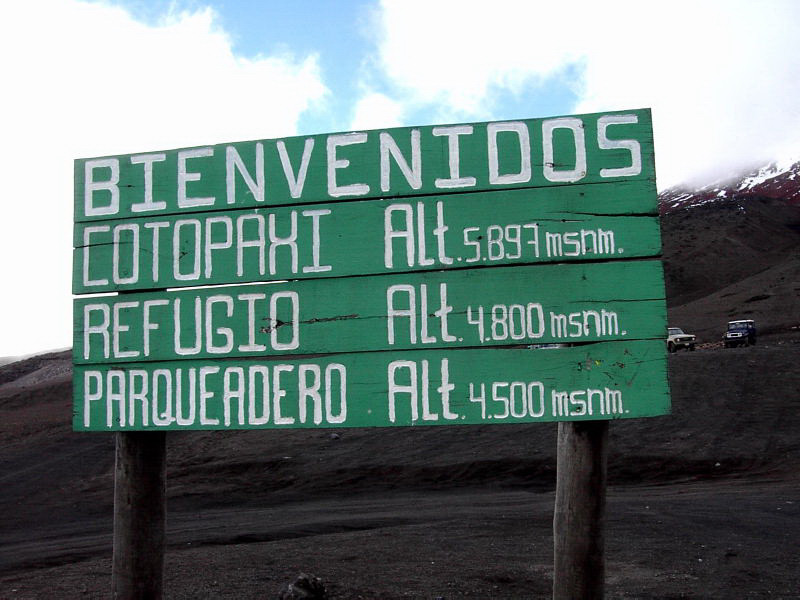 BIENVENIDOS
COTOPAXI Alt. 5.897 msnm.
REFUGIO Alt. 4.800 msnm.
PARQUEADERO Alt. 4.500 msnm.